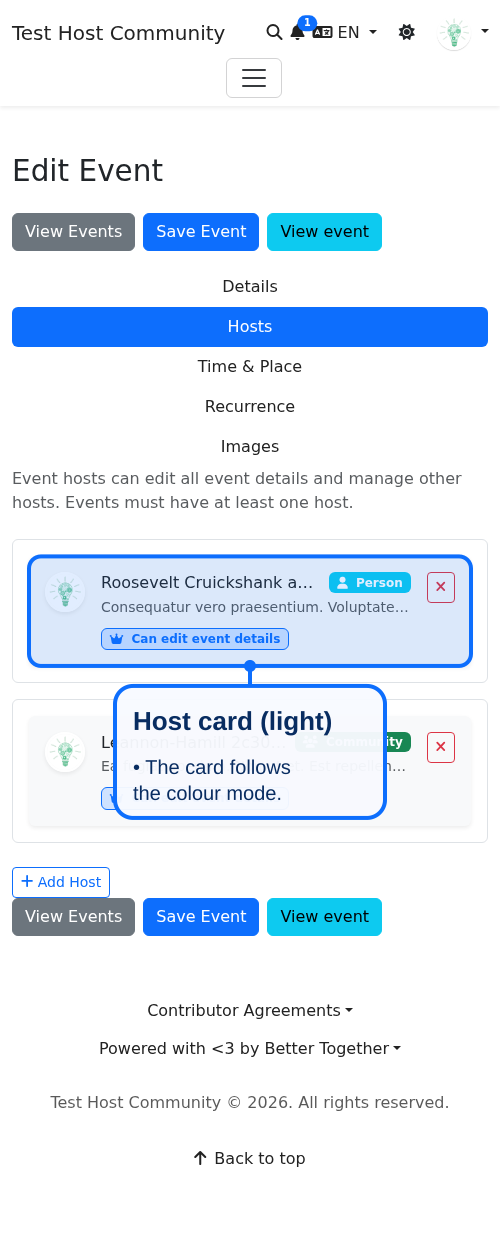 Test Host Community
1
EN
Edit Event
View Events
Save Event
View event
Details
Hosts
Time & Place
Recurrence
Images
Event hosts can edit all event details and manage other
hosts. Events must have at least one host.
Roosevelt Cruickshank a...
Person
Consequatur vero praesentium. Voluptate...
Can edit event details
Host card (light)
• The card follows
the colour mode.
+ Add Host
View Events
Save Event
View event
Contributor Agreements
Powered with <3 by Better Together
Test Host Community © 2026. All rights reserved.
Back to top